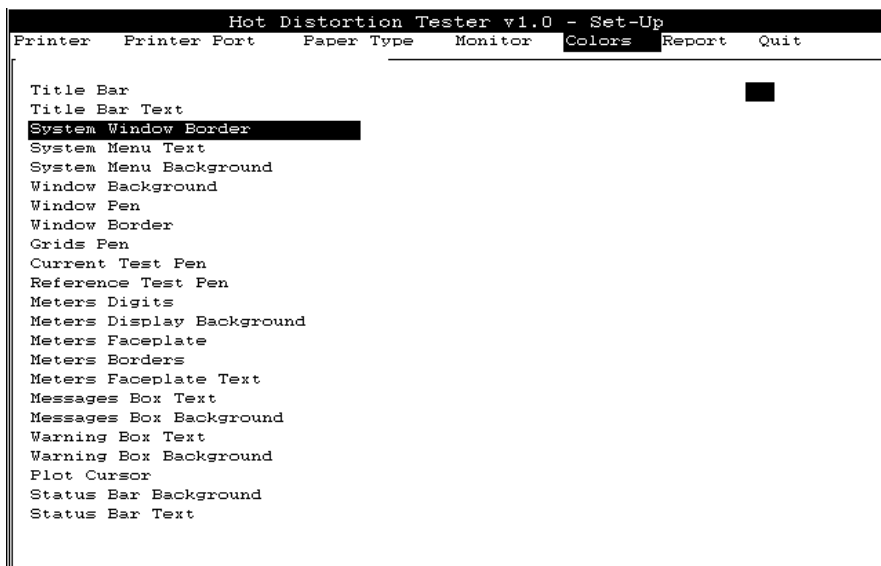 Hot Distortion Tester v1.0 - Set-Up
Printer Printer Port Paper Type Monitor Colors Report Quit
Title Bar
Title Bar Text
System Window Border
System Menu Text
System Menu Background
Window Background
Window Pen
Window Border
Grids Pen
Current Test Pen
Reference Test Pen
Meters Digits
Meters Display Background
Meters Faceplate
Meters Borders
Meters Faceplate Text
Messages Box Text
Messages Box Background
Warning Box Text
Warning Box Background
Plot Cursor
Status Bar Background
Status Bar Text